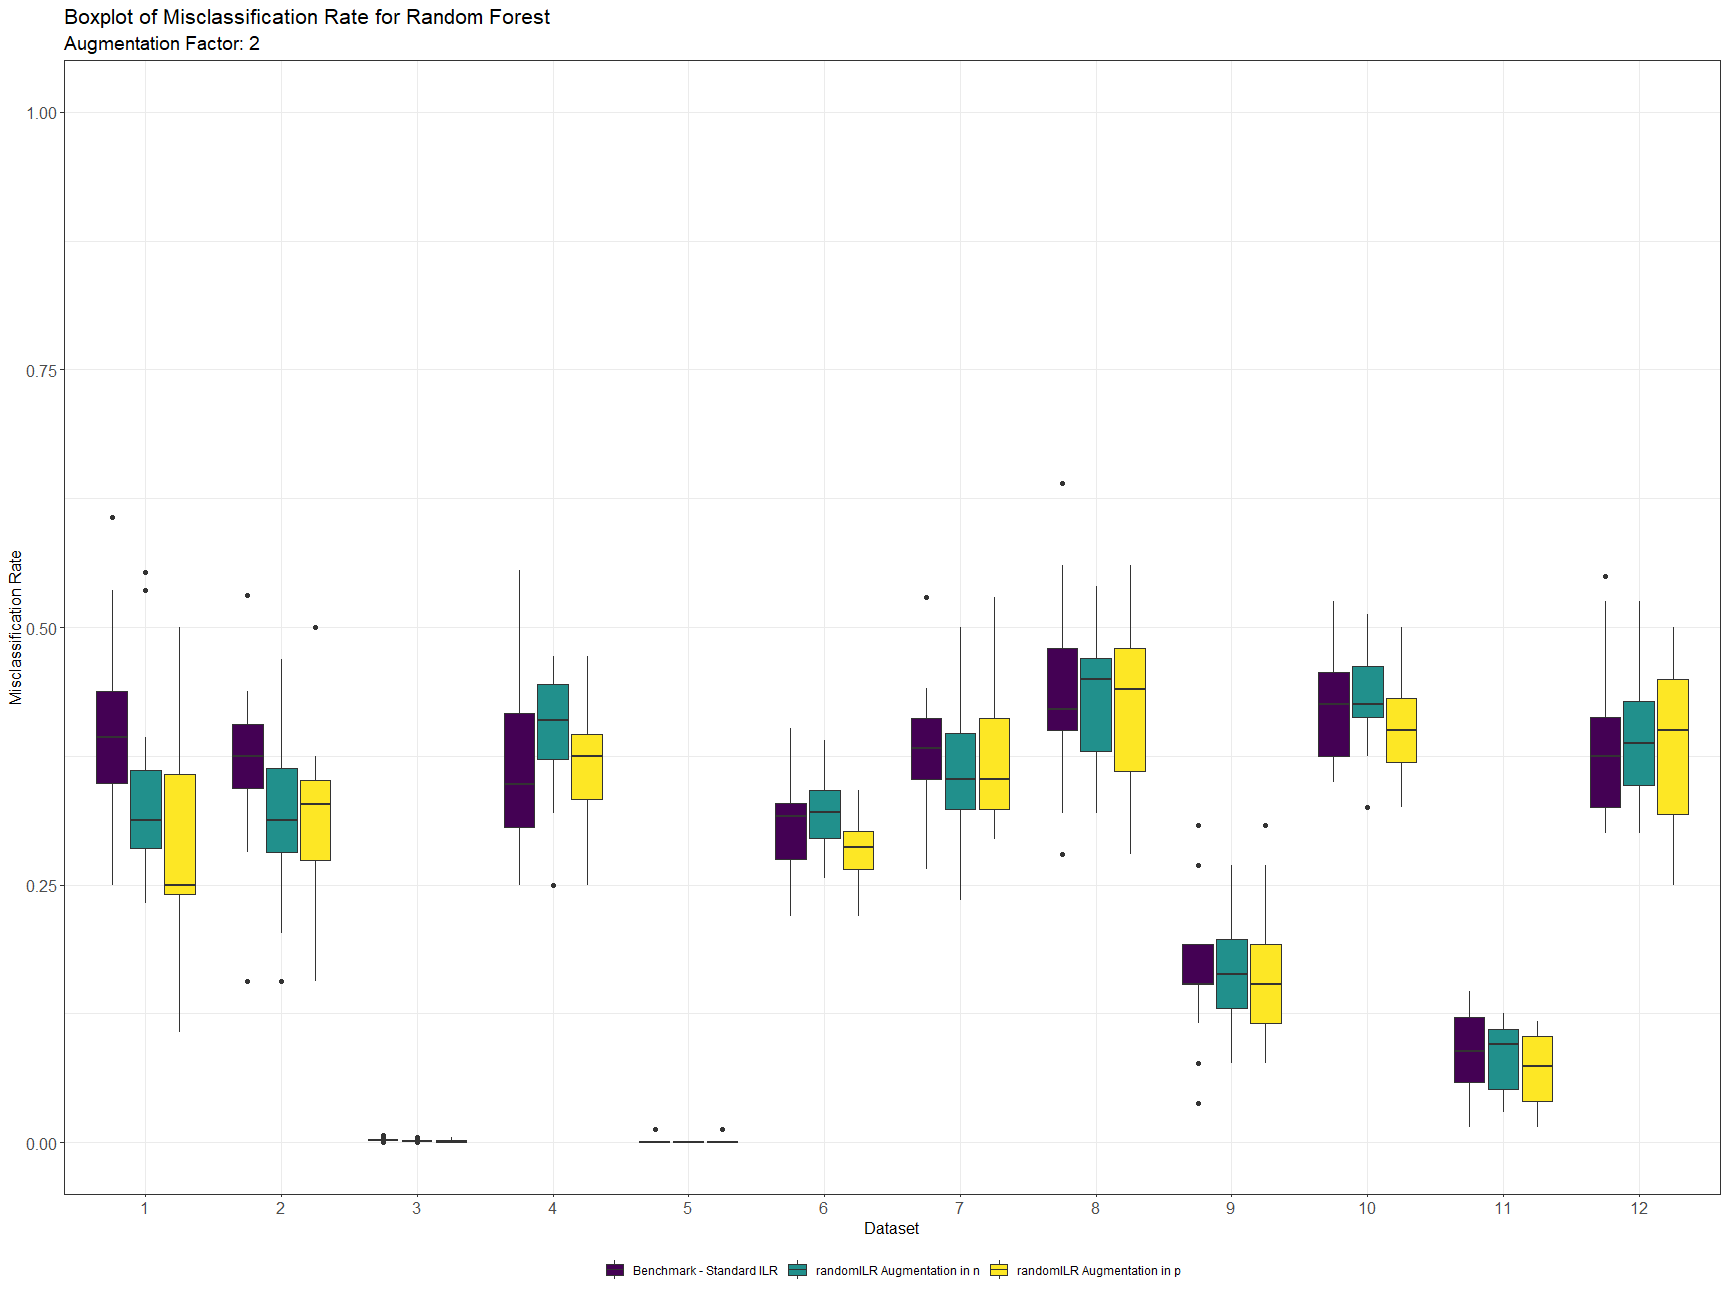 Boxplot of Misclassification Rate for Random Forest
Augmentation Factor: 2
Misclassification Rate
1.00
0.75
0.50
0.25
0.00
1 2 3 4 5 6 7 8 9 10 11 12
Dataset
Benchmark - Standard ILR randomILR Augmentation in n randomILR Augmentation in p